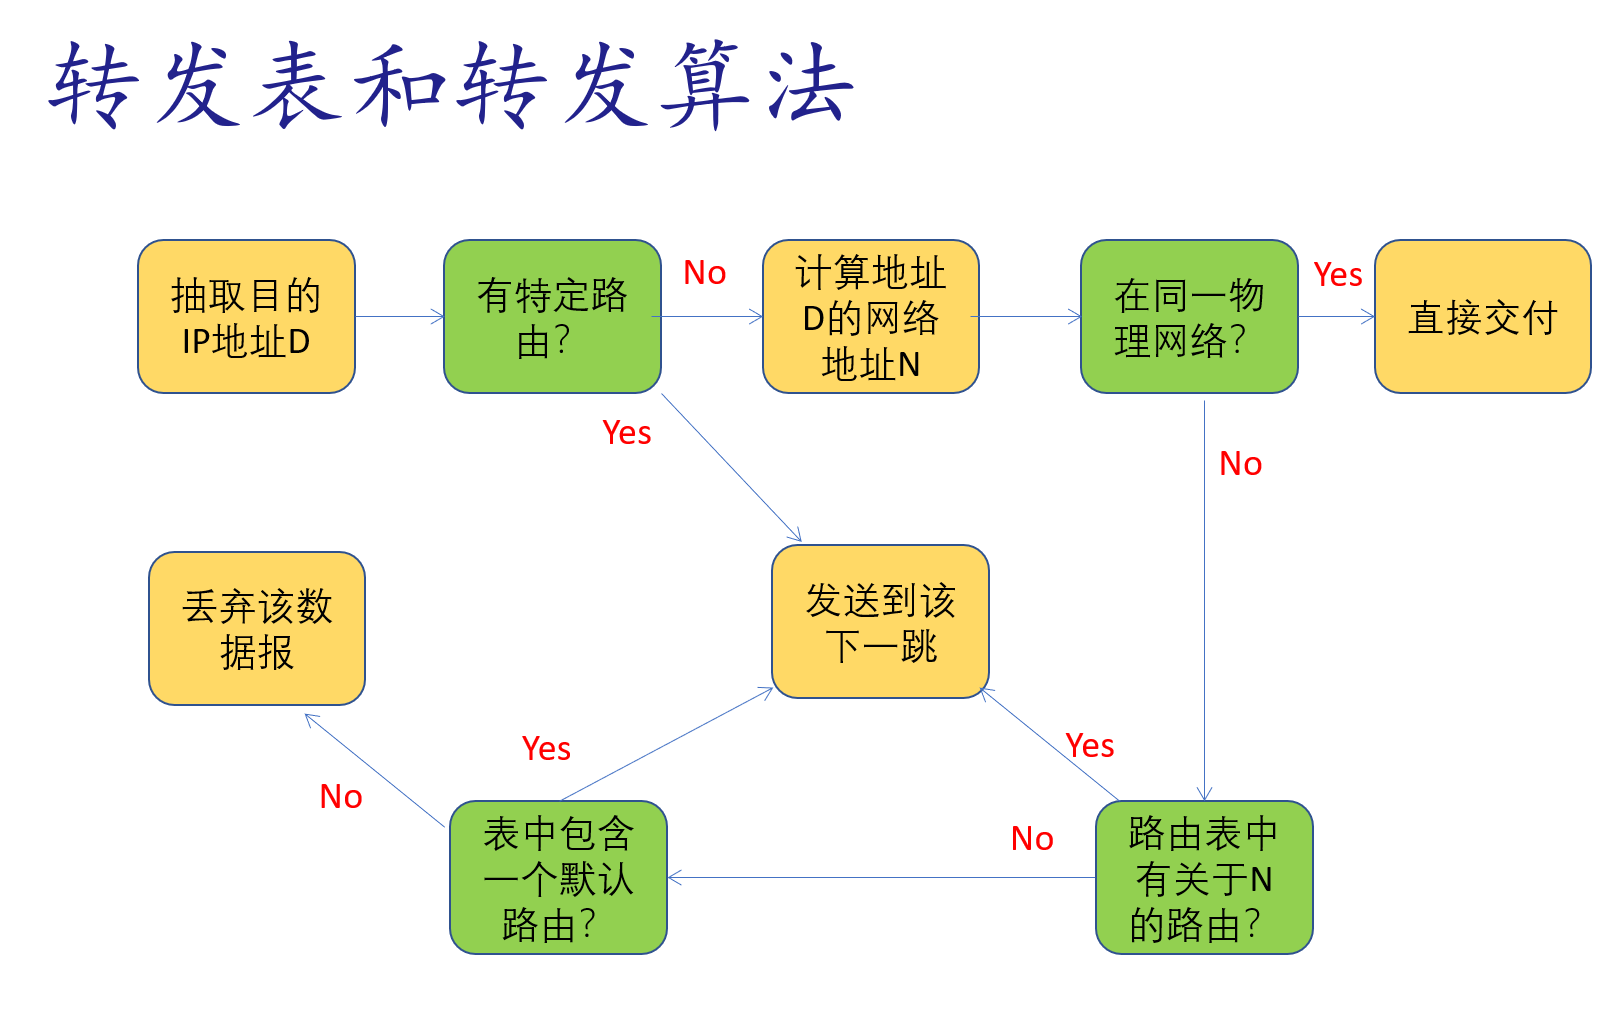 转发表和转发算法
抽取目的
IP地址D
有特定路
由？
No
计算地址
D的网络
地址N
在同一物
理网络？
Yes
直接交付
Yes
No
丢弃该数
据报
发送到该
下一跳
No
Yes
Yes
表中包含
一个默认
路由？
No
路由表中
有关于N
的路由？